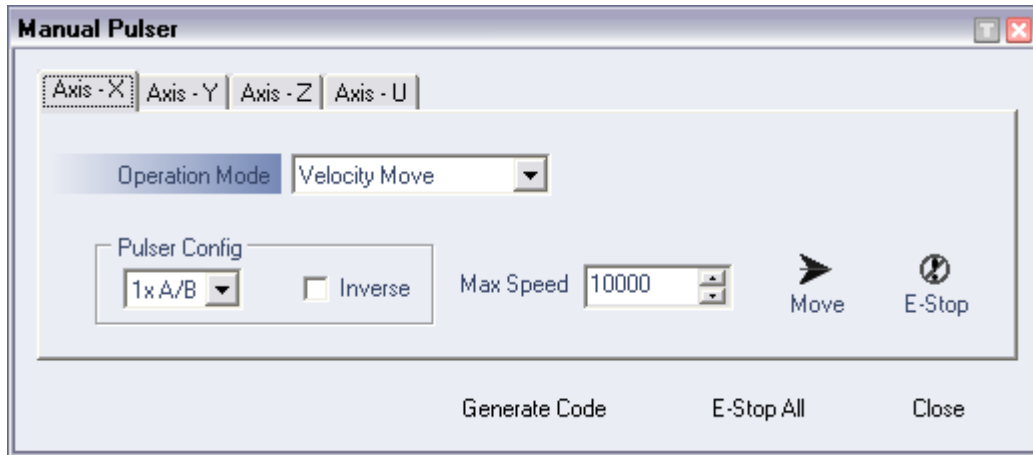 Manual Pulser
Axis - X Axis - Y Axis - Z Axis - U
Operation Mode Velocity Move
Pulser Config
1x A/B Inverse Max Speed 10000
Move E-Stop
Generate Code E-Stop All Close